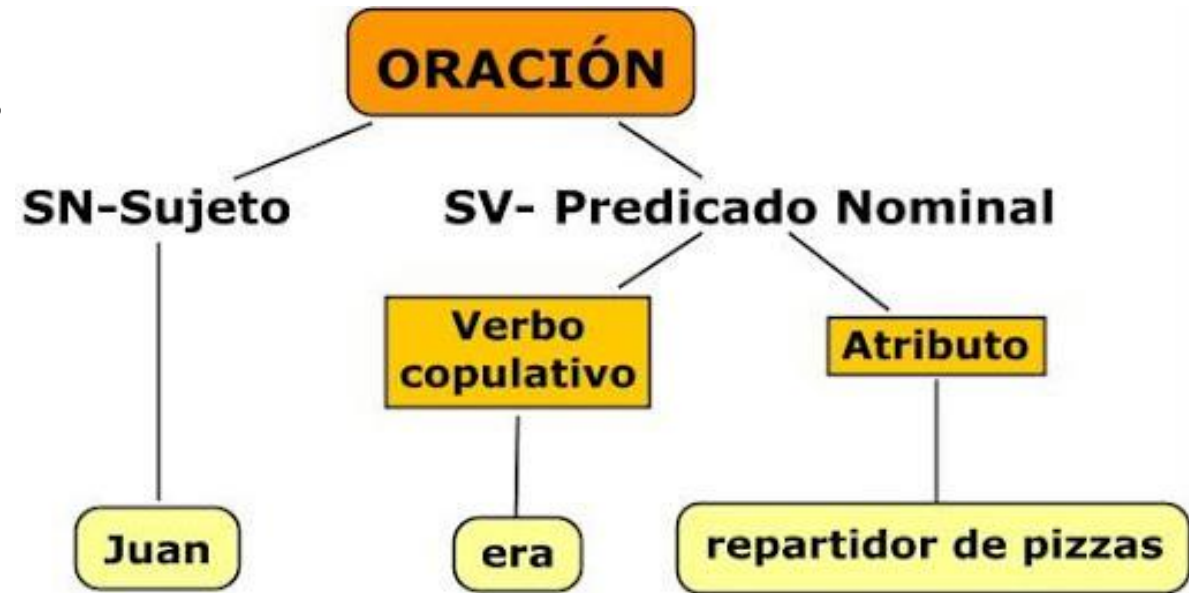 ORACIÓN
SN-Sujeto
SV- Predicado Nominal
Verbo
copulativo
Atributo
Juan
era
repartidor de pizzas